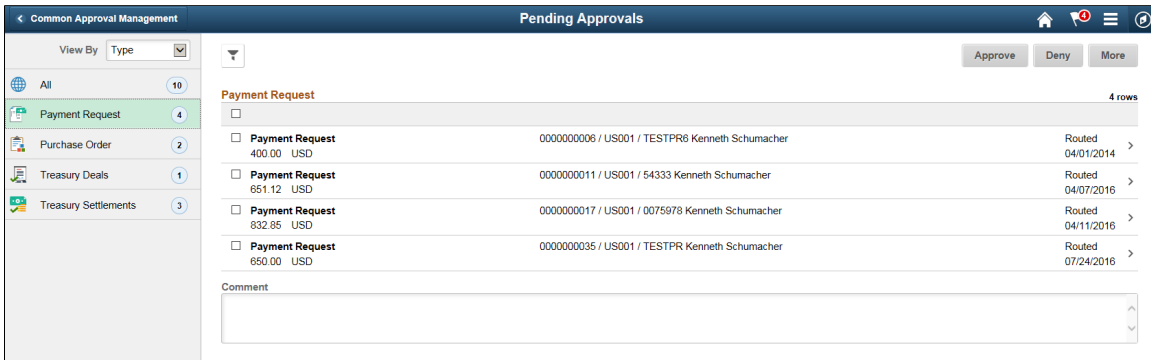 Common Approval Management
Pending Approvals
4
View By Type
All 10
Payment Request 4
Purchase Order 2
Treasury Deals 1
Treasury Settlements 3
Approve Deny More
Payment Request 4 rows
Payment Request 0000000006 / US001 / TESTPR6 Kenneth Schumacher Routed
400.00 USD 04/01/2014
Payment Request 0000000011 / US001 / 54333 Kenneth Schumacher Routed
651.12 USD 04/07/2016
Payment Request 0000000017 / US001 / 0075978 Kenneth Schumacher Routed
832.85 USD 04/11/2016
Payment Request 0000000035 / US001 / TESTPR Kenneth Schumacher Routed
650.00 USD 07/24/2016
Comment